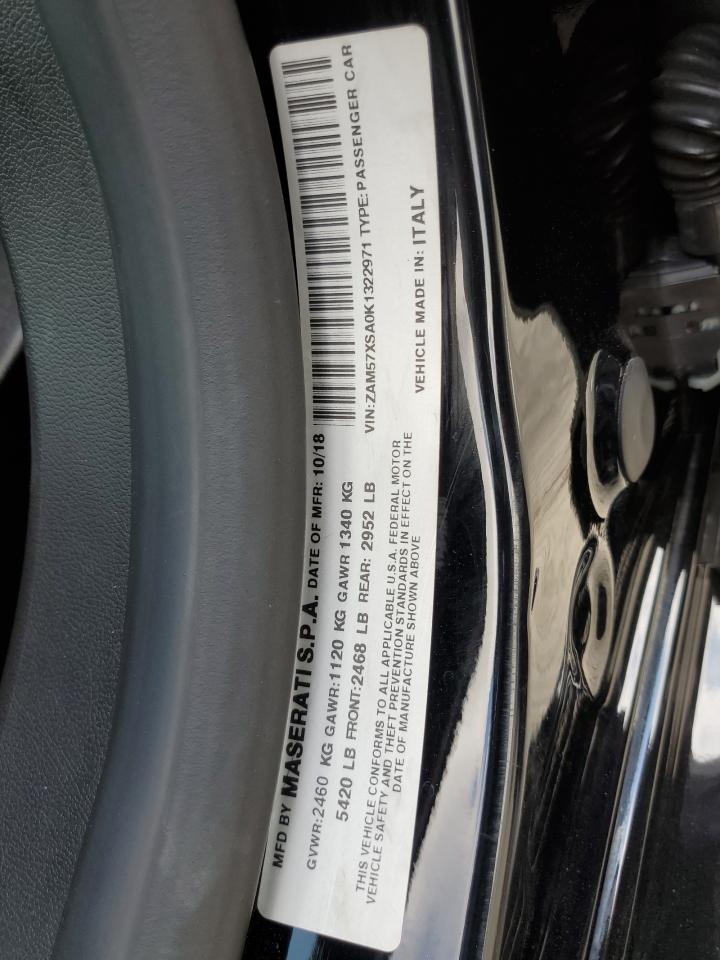 MFD BY MASERATI S.P.A. DATE OF MFR: 10/18
GVWR:2460 KG GAWR:1120 KG GAWR 1340 KG
5420 LB FRONT:2468 LB REAR: 2952 LB
VIN:ZAM57XSA0K1322971 TYPE:PASSENGER CAR
THIS VEHICLE CONFORMS TO ALL APPLICABLE U.S.A. FEDERAL MOTOR
VEHICLE SAFETY AND THEFT PREVENTION STANDARDS IN EFFECT ON THE
DATE OF MANUFACTURE SHOWN ABOVE
VEHICLE MADE IN: ITALY